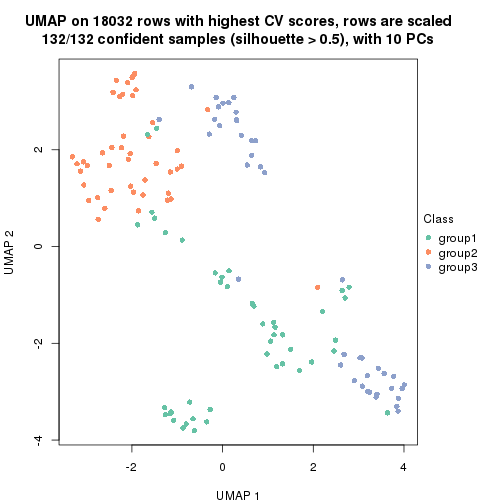 UMAP on 18032 rows with highest CV scores, rows are scaled
132/132 confident samples (silhouette > 0.5), with 10 PCs
2
0
-2
-4
UMAP 2
-2
0
2
4
UMAP 1
Class
group1
group2
group3